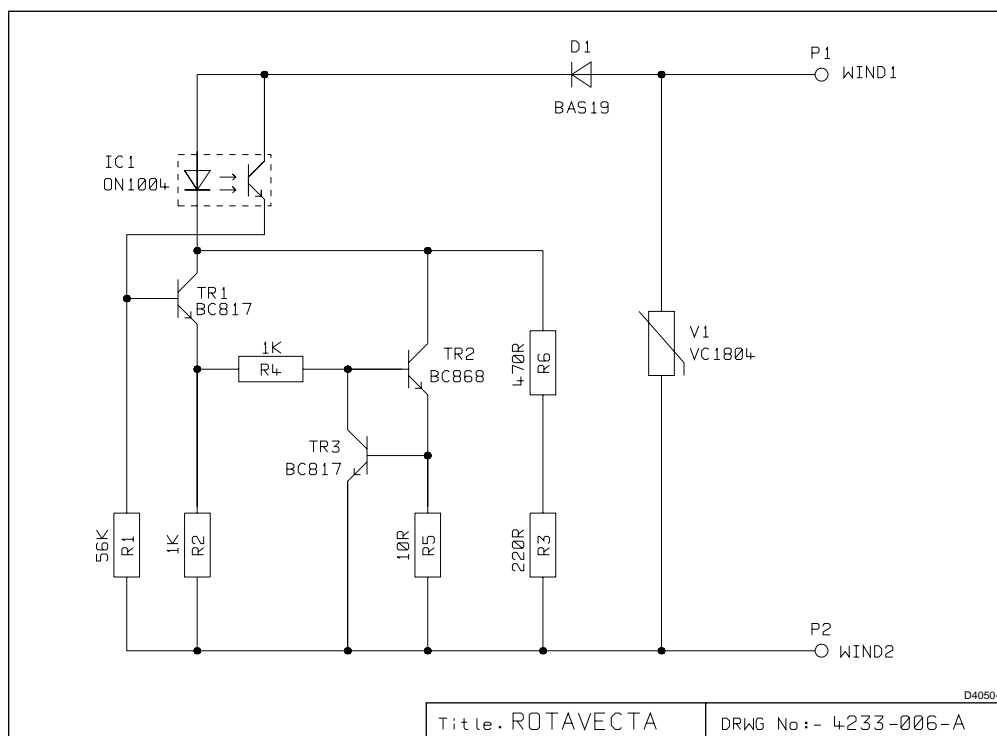 D1
BAS19
P1
WIND1
IC1
ON1004
TR1
BC817
1K
R4
TR2
BC868
470R
R6
V1
VC1804
TR3
BC817
56K
R1
1K
R2
10R
R5
220R
R3
P2
WIND2
D4050-
Title. ROTAVECTA
DRWG No:- 4233-006-A